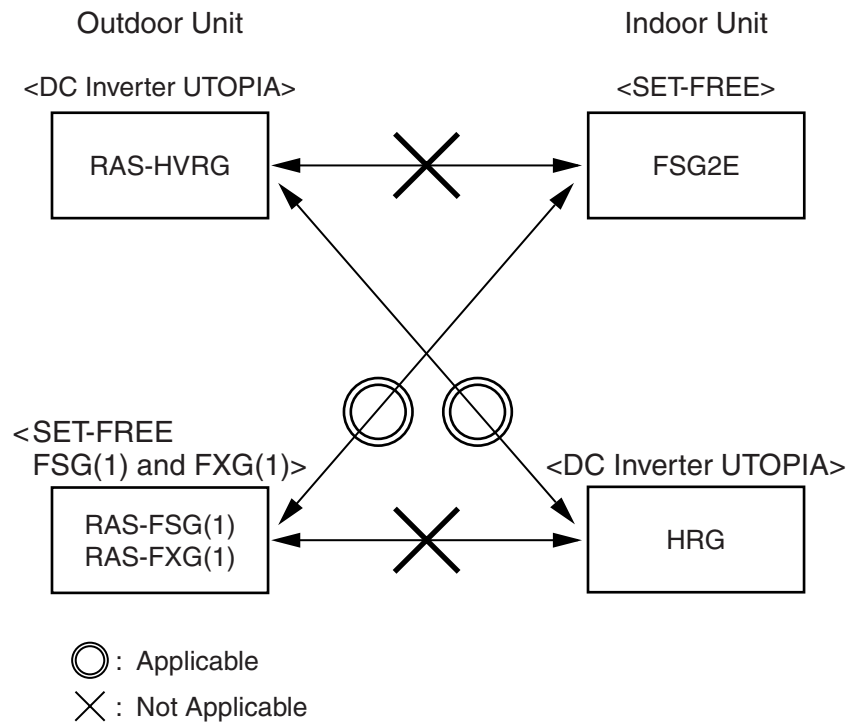 Outdoor Unit
Indoor Unit
<DC Inverter UTOPIA>
<SET-FREE>
RAS-HVRG
FSG2E
<SET-FREE
FSG(1) and FXG(1)>
<DC Inverter UTOPIA>
RAS-FSG(1)
RAS-FXG(1)
HRG
: Applicable
: Not Applicable